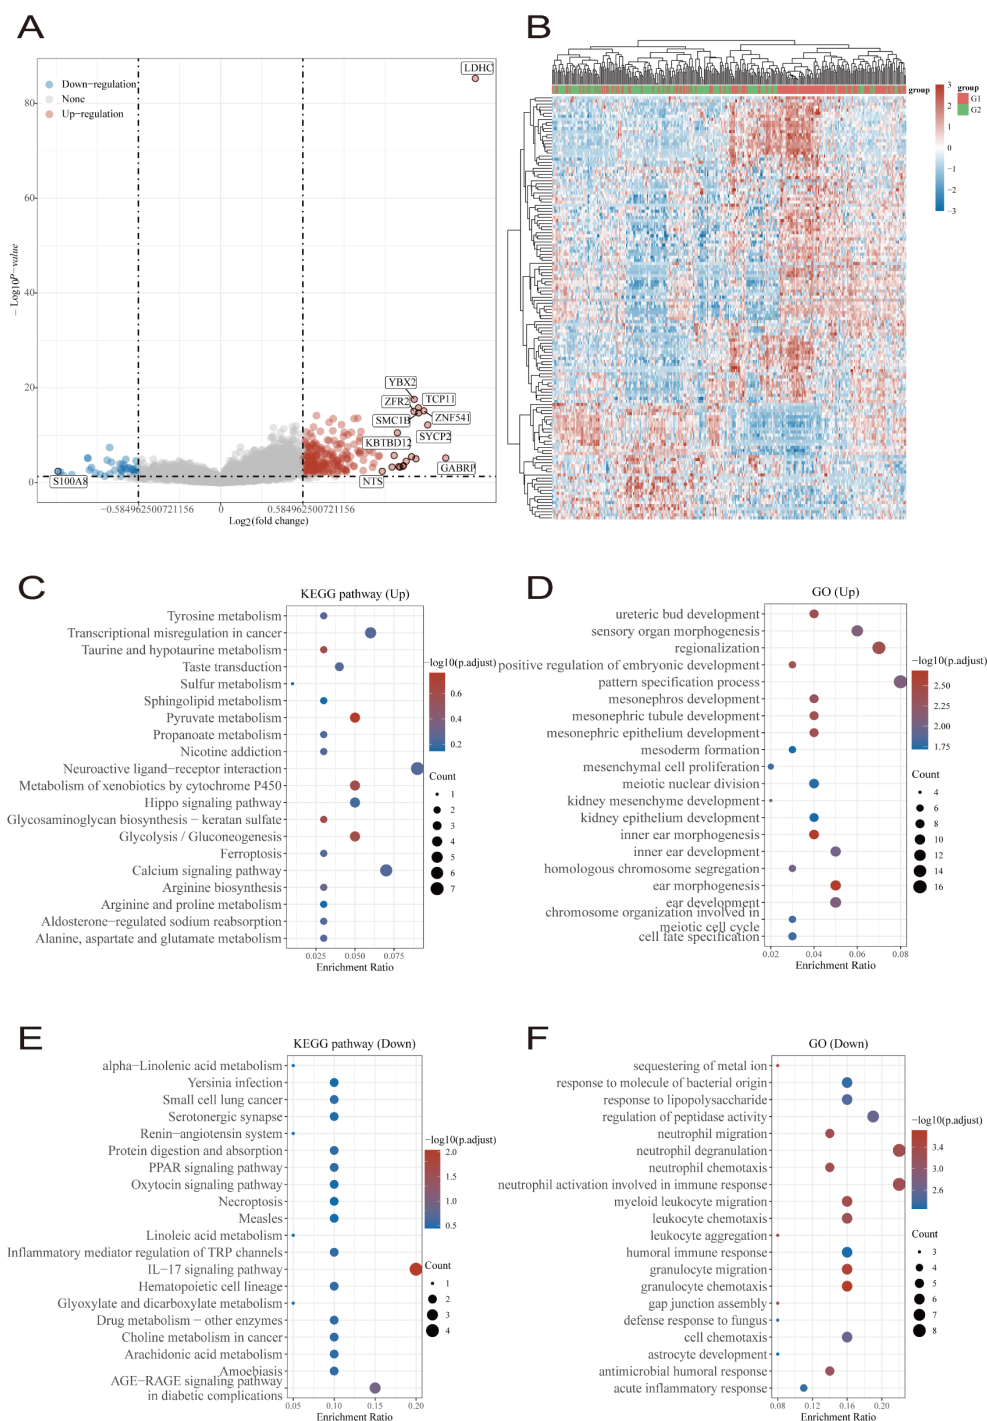 A
B
Down−regulation
None
Up−regulation
LDHC
YBX2
ZFR2
TCP11
SMC1B
ZNF541
SYCP2
KBTBD12
GABRP
NTS
S100A8
80
60
40
20
0
−Log10P−value
−0.584962500721156
0
0.584962500721156
Log2(fold change)
group
3
2
1
0
−1
−2
−3
group
G1
G2
C
KEGG pathway (Up)
Tyrosine metabolism
Transcriptional misregulation in cancer
Taurine and hypotaurine metabolism
Taste transduction
Sulfur metabolism
Sphingolipid metabolism
Pyruvate metabolism
Propanoate metabolism
Nicotine addiction
Neuroactive ligand−receptor interaction
Metabolism of xenobiotics by cytochrome P450
Hippo signaling pathway
Glycosaminoglycan biosynthesis − keratan sulfate
Glycolysis / Gluconeogenesis
Ferroptosis
Calcium signaling pathway
Arginine biosynthesis
Arginine and proline metabolism
Aldosterone−regulated sodium reabsorption
Alanine, aspartate and glutamate metabolism
0.025
0.050
0.075
Enrichment Ratio
−log10(p.adjust)
0.6
0.4
0.2
Count
1
2
3
4
5
6
7
D
GO (Up)
ureteric bud development
sensory organ morphogenesis
regionalization
positive regulation of embryonic development
pattern specification process
mesonephros development
mesonephric tubule development
mesonephric epithelium development
mesoderm formation
mesenchymal cell proliferation
meiotic nuclear division
kidney mesenchyme development
kidney epithelium development
inner ear morphogenesis
inner ear development
homologous chromosome segregation
ear morphogenesis
ear development
chromosome organization involved in
meiotic cell cycle
cell fate specification
0.02
0.04
0.06
0.08
Enrichment Ratio
−log10(p.adjust)
2.50
2.25
2.00
1.75
Count
4
6
8
10
12
14
16
E
KEGG pathway (Down)
alpha−Linolenic acid metabolism
Yersinia infection
Small cell lung cancer
Serotonergic synapse
Renin−angiotensin system
Protein digestion and absorption
PPAR signaling pathway
Oxytocin signaling pathway
Necroptosis
Measles
Linoleic acid metabolism
Inflammatory mediator regulation of TRP channels
IL−17 signaling pathway
Hematopoietic cell lineage
Glyoxylate and dicarboxylate metabolism
Drug metabolism − other enzymes
Choline metabolism in cancer
Arachidonic acid metabolism
Amoebiasis
AGE−RAGE signaling pathway
in diabetic complications
0.05
0.10
0.15
0.20
Enrichment Ratio
−log10(p.adjust)
2.0
1.5
1.0
0.5
Count
1
2
3
4
F
GO (Down)
sequestering of metal ion
response to molecule of bacterial origin
response to lipopolysaccharide
regulation of peptidase activity
neutrophil migration
neutrophil degranulation
neutrophil chemotaxis
neutrophil activation involved in immune response
myeloid leukocyte migration
leukocyte chemotaxis
leukocyte aggregation
humoral immune response
granulocyte migration
granulocyte chemotaxis
gap junction assembly
defense response to fungus
cell chemotaxis
astrocyte development
antimicrobial humoral response
acute inflammatory response
0.08
0.12
0.16
0.20
Enrichment Ratio
−log10(p.adjust)
3.4
3.0
2.6
Count
3
4
5
6
7
8